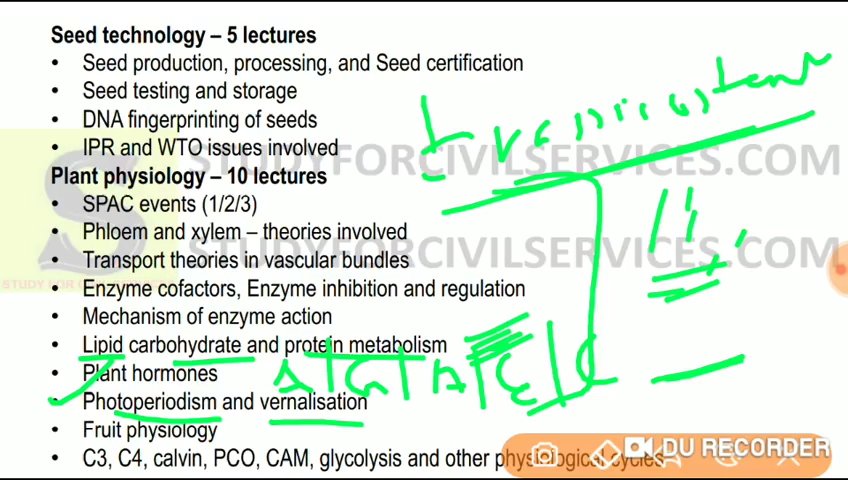 Seed technology – 5 lectures
• Seed production, processing, and Seed certification
• Seed testing and storage
• DNA fingerprinting of seeds
• IPR and WTO issues involved
STUDYFORCIVILSERVICES.COM
Plant physiology – 10 lectures
• SPAC events (1/2/3)
• Phloem and xylem – theories involved
STUDYFORCIVILSERVICES.COM
• Transport theories in vascular bundles
• Enzyme cofactors, Enzyme inhibition and regulation
• Mechanism of enzyme action
• Lipid carbohydrate and protein metabolism
• Plant hormones
• Photoperiodism and vernalisation
• Fruit physiology
DU RECORDER
• C3, C4, calvin, PCO, CAM, glycolysis and other physiological cycles